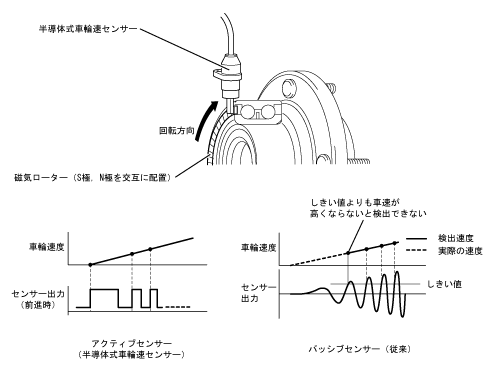 半導体式車輪速センサー
回転方向
磁気ローター（S極，N極を交互に配置）
しきい値よりも車速が
高くならないと検出できない
車輪速度
センサー出力
（前進時）
アクティブセンサー
（半導体式車輪速センサー）
車輪速度
検出速度
実際の速度
センサー
出力
しきい値
パッシブセンサー（従来）